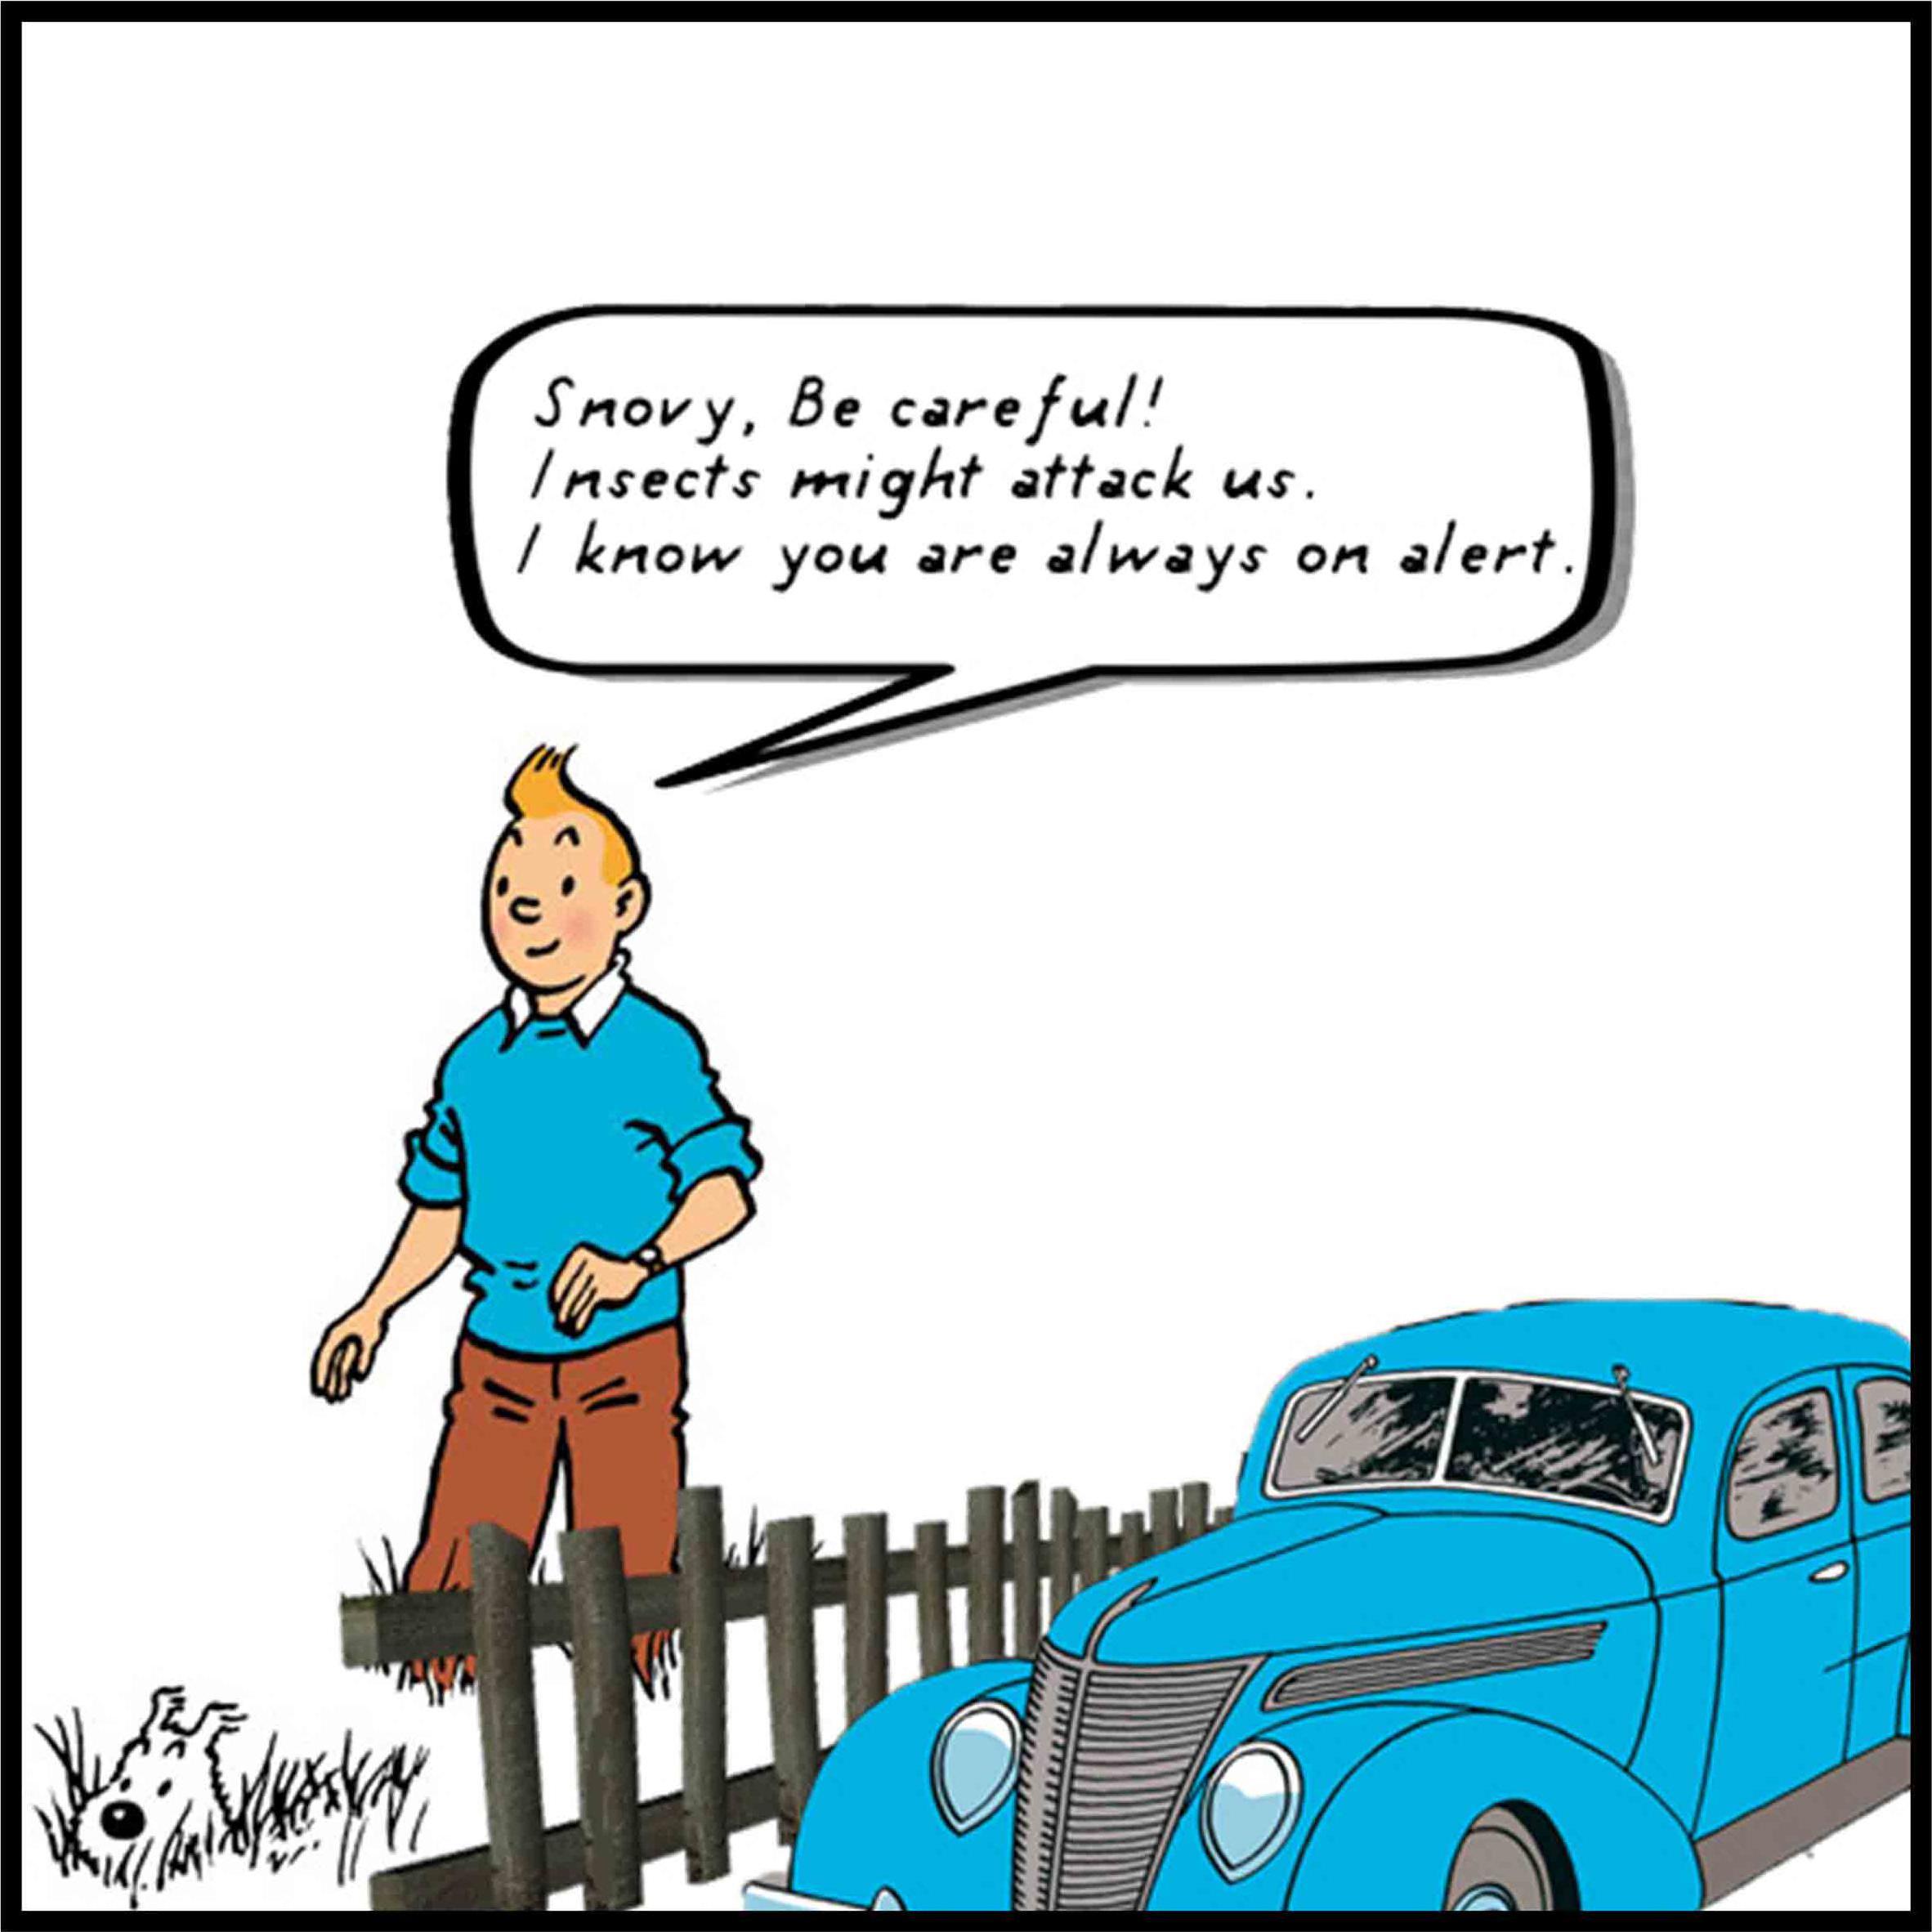 Snovy, Be careful!
Insects might attack us.
I know you are always on alert.